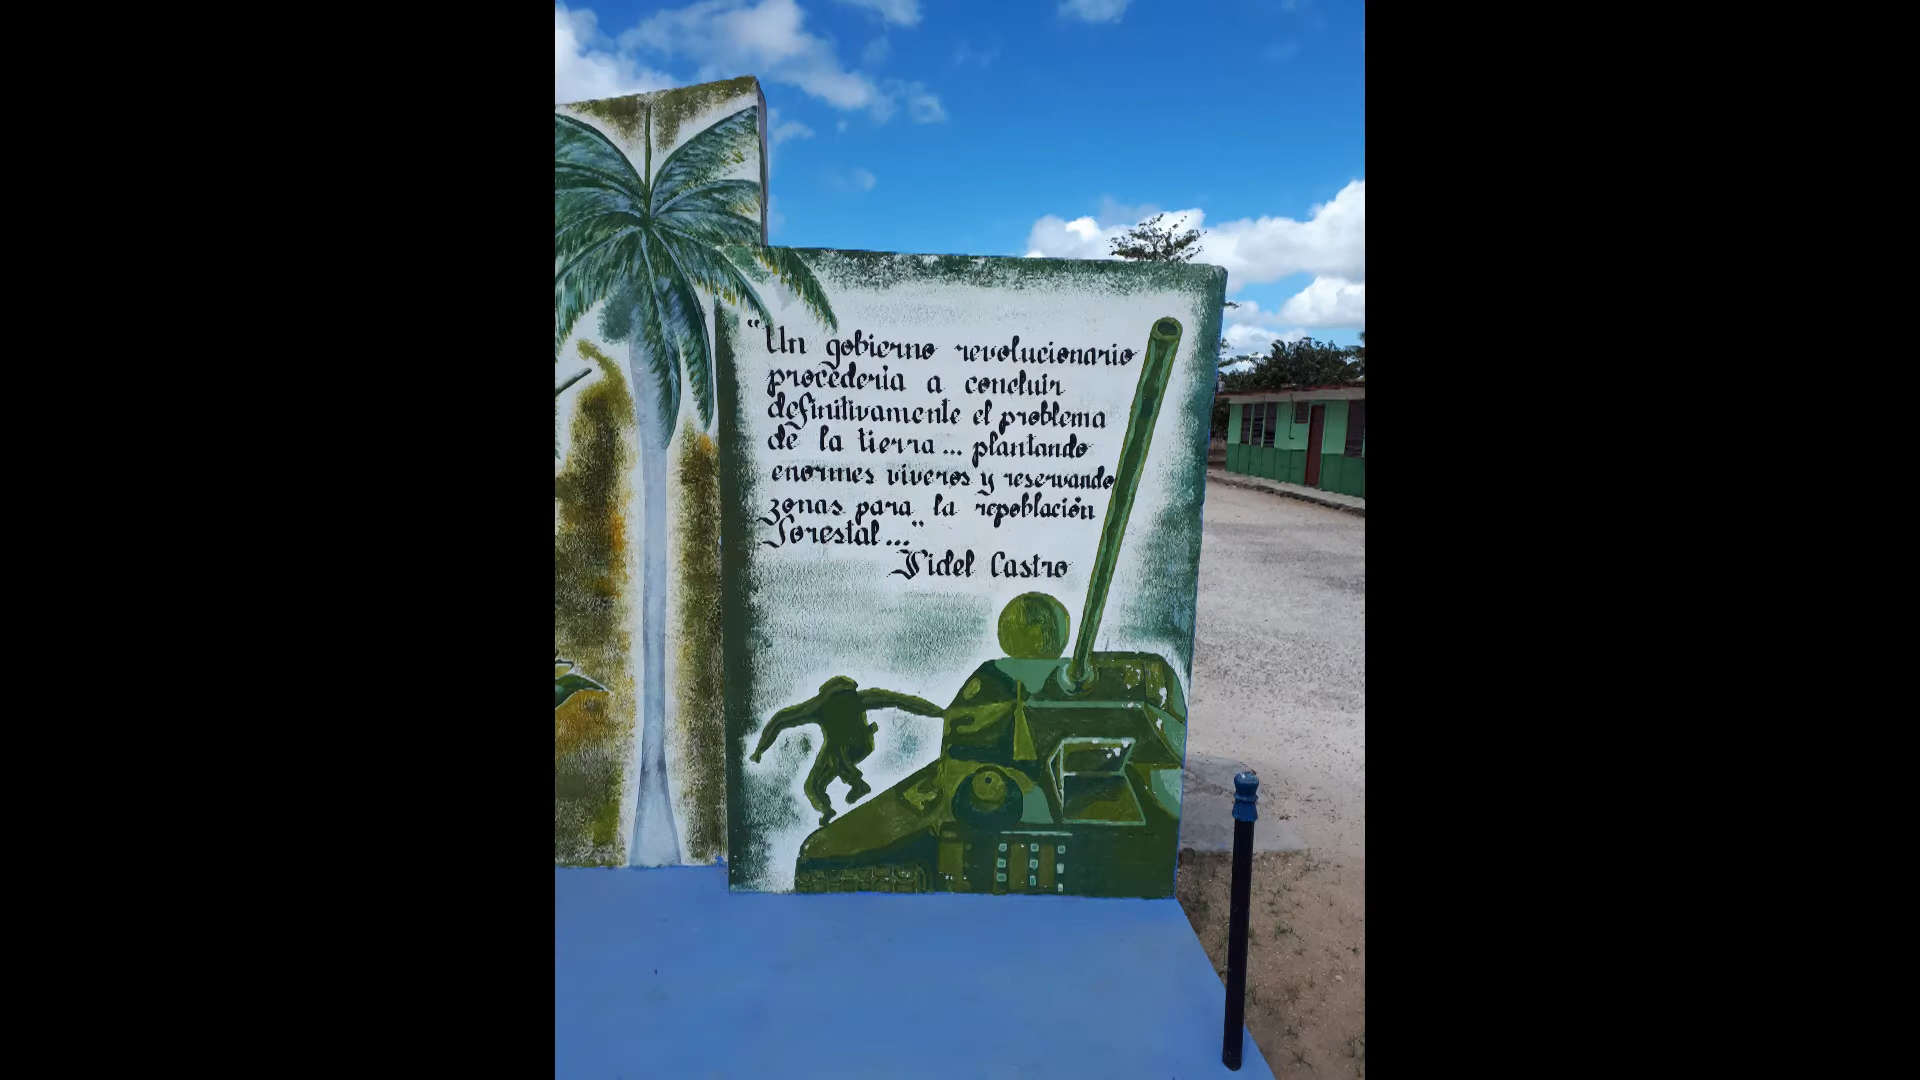 "Un gobierno revolucionario
procedería a concluir
definitivamente el problema
de la tierra... plantando
enormes viveros y reservando
zonas para la repoblación
forestal..."
Fidel Castro